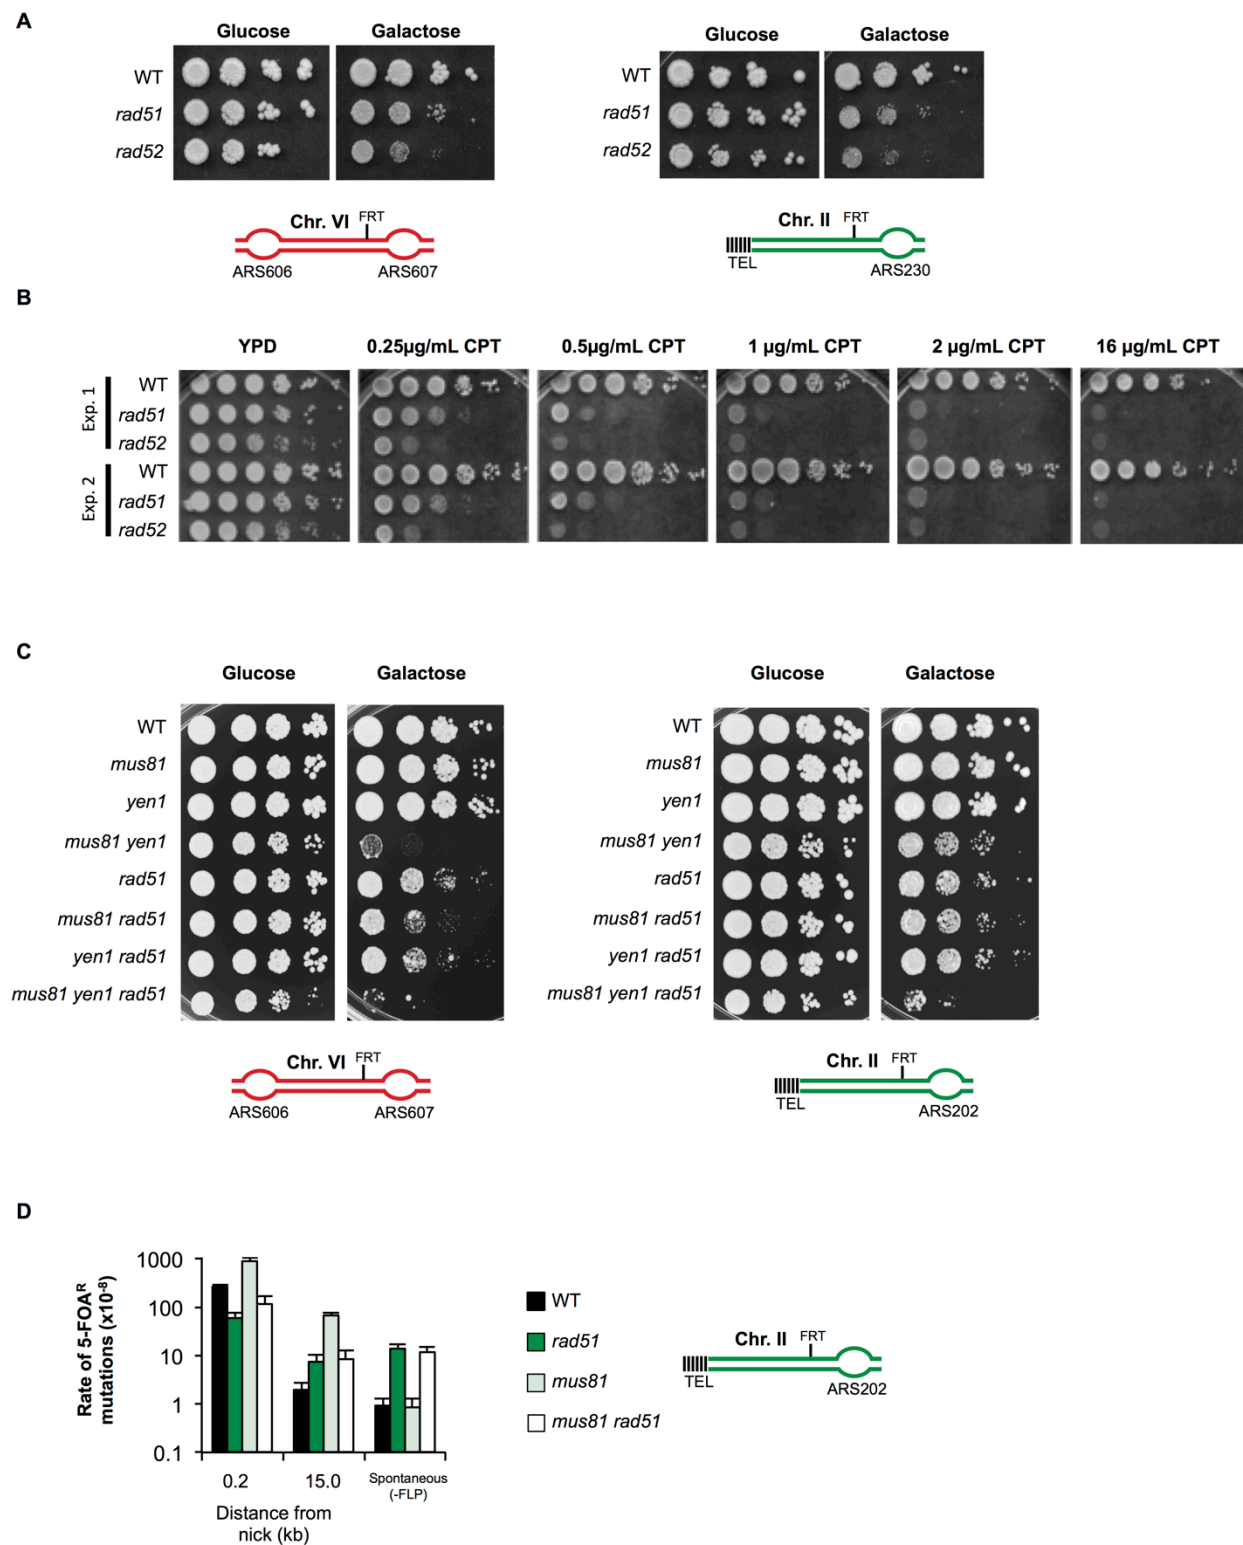 A
Glucose Galactose
WT
rad51
rad52
Chr. VI FRT
ARS606 ARS607
Glucose Galactose
WT
rad51
rad52
Chr. II FRT
TEL ARS230
B
YPD 0.25µg/mL CPT 0.5µg/mL CPT 1 µg/mL CPT 2 µg/mL CPT 16 µg/mL CPT
Exp. 1
WT
rad51
rad52
Exp. 2
WT
rad51
rad52
C
Glucose Galactose
WT
mus81
yen1
mus81 yen1
rad51
mus81 rad51
yen1 rad51
mus81 yen1 rad51
Chr. VI FRT
ARS606 ARS607
Glucose Galactose
WT
mus81
yen1
mus81 yen1
rad51
mus81 rad51
yen1 rad51
mus81 yen1 rad51
Chr. II FRT
TEL ARS202
D
Rate of 5-FOAᴿ
mutations (x10⁻⁸)
1000
100
10
1
0.1
0.2 15.0 Spontaneous
(-FLP)
Distance from
nick (kb)
WT
rad51
mus81
mus81 rad51
Chr. II FRT
TEL ARS202